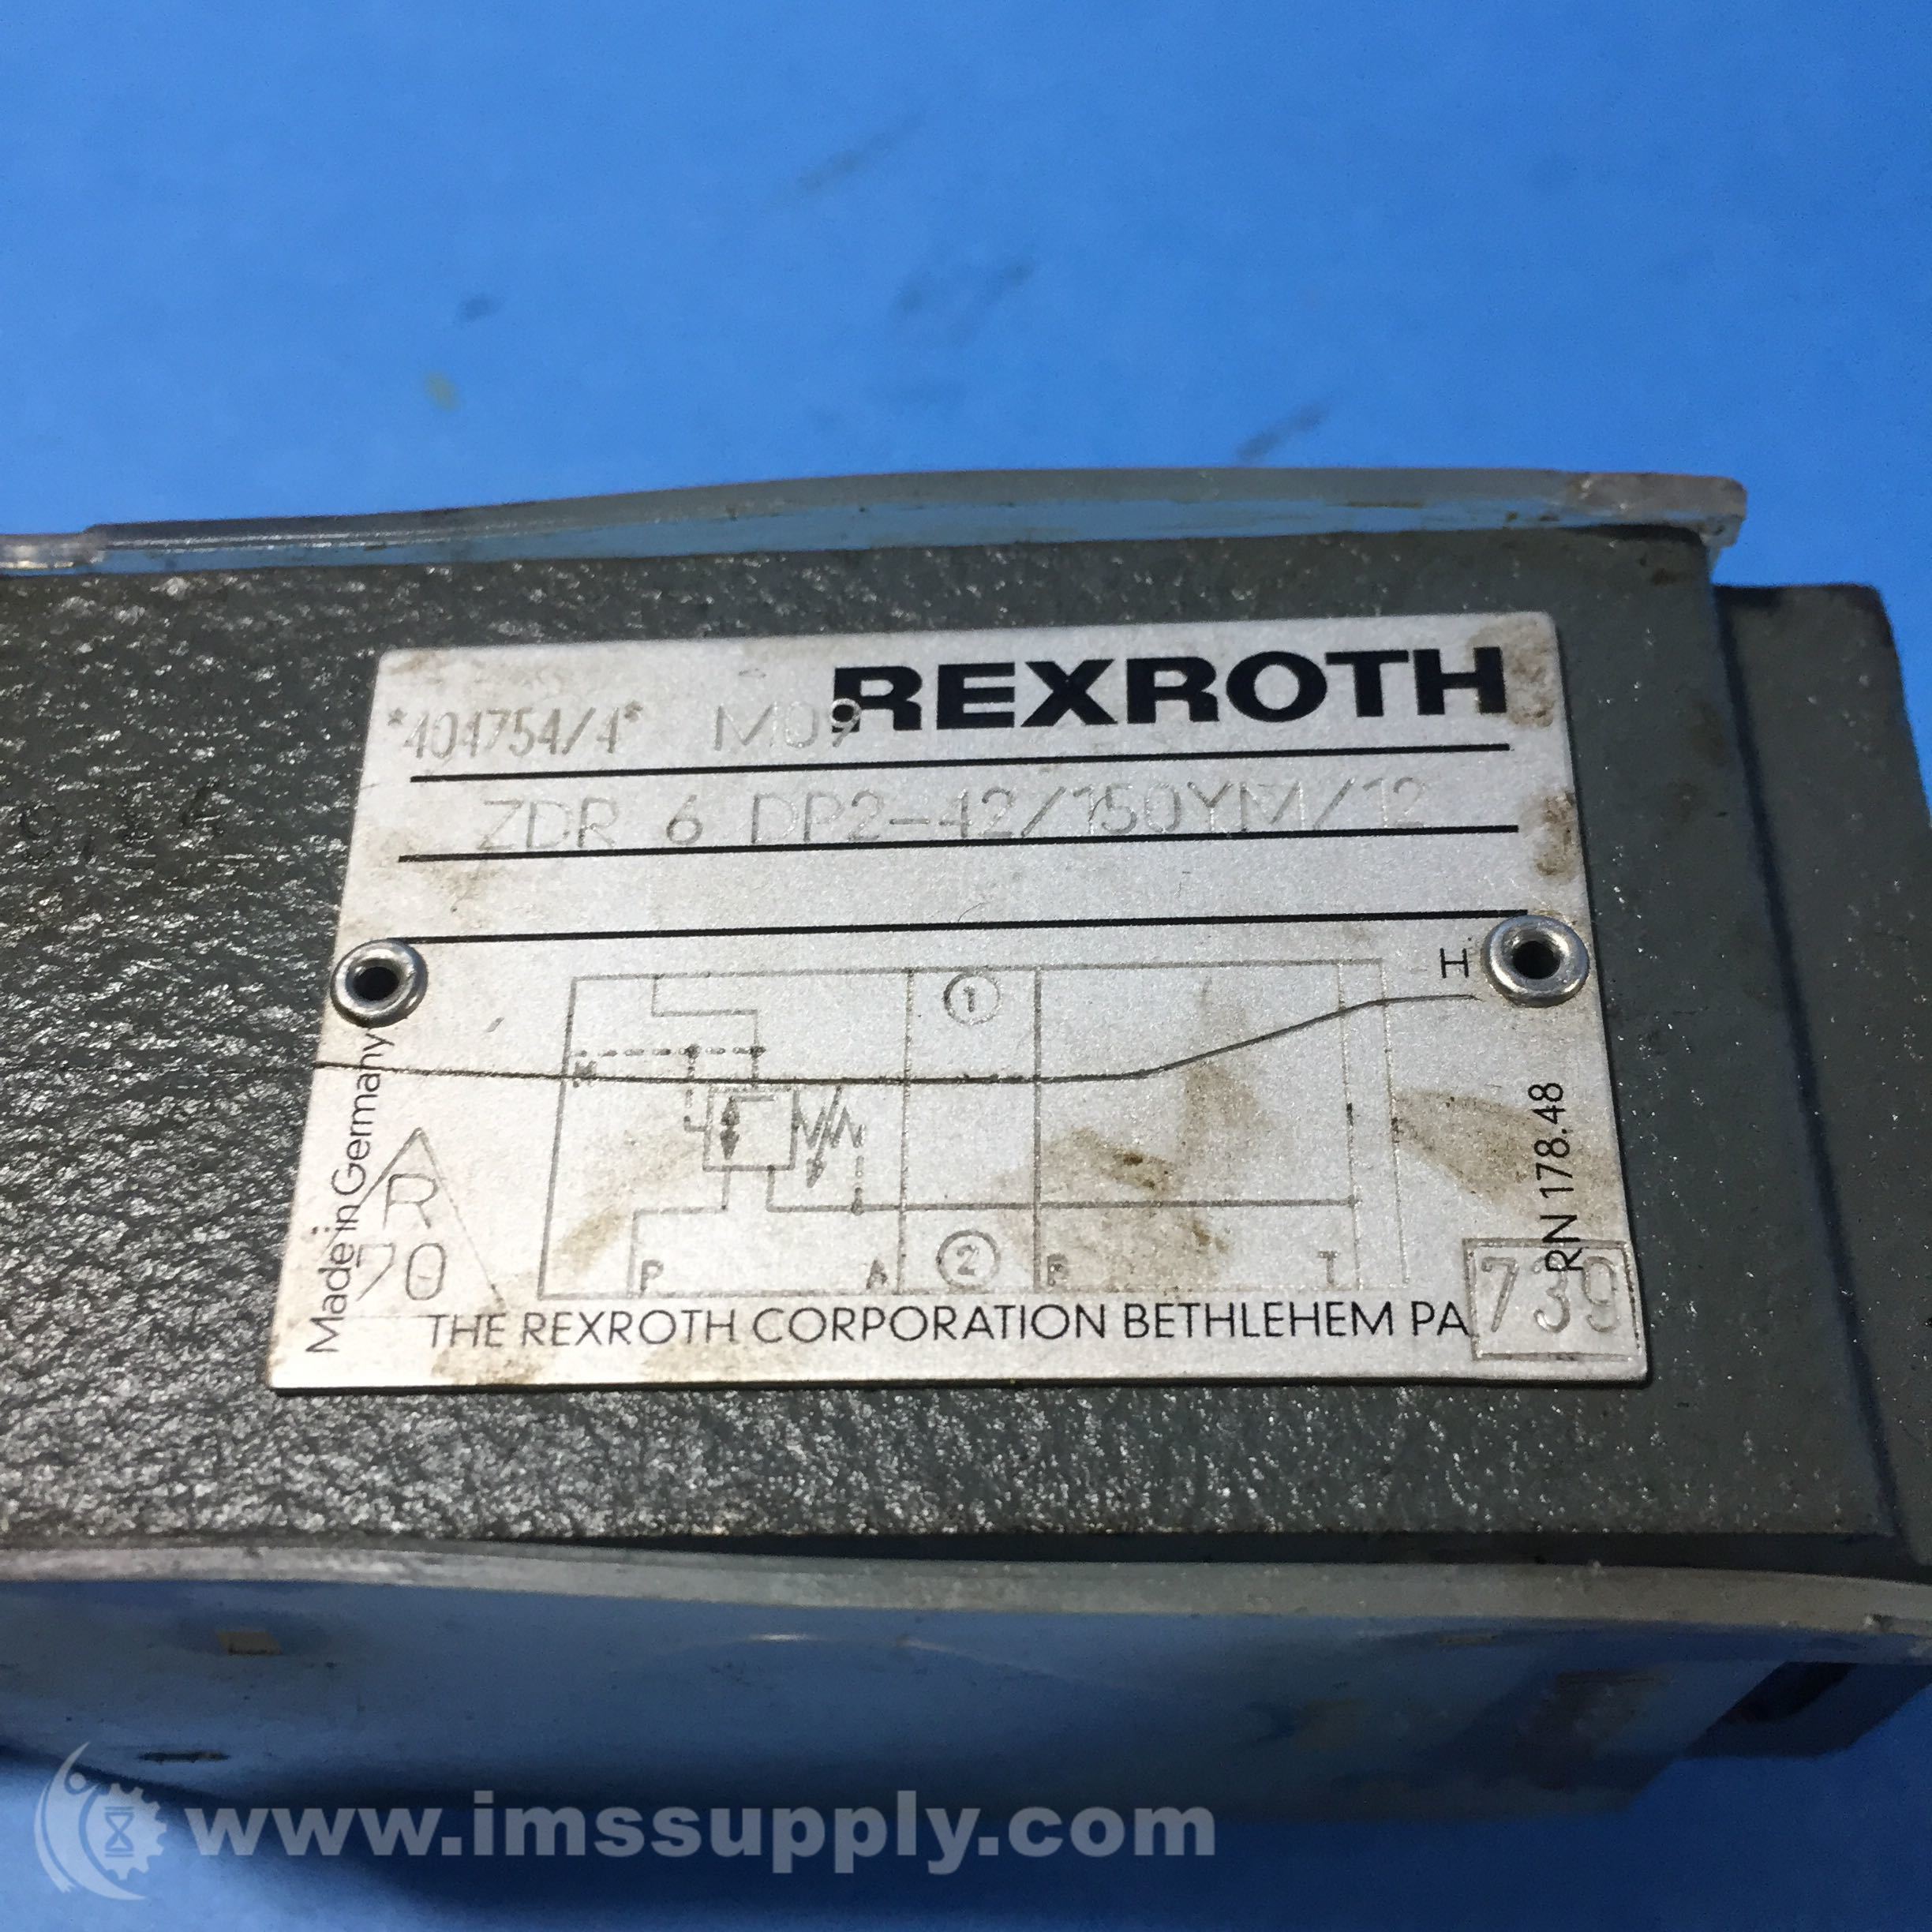 *404754/4* M09 REXROTH
ZDR 6 DP2-42/150YM/12
H
1
M
Made in Germany
R
70
RN 178.48
P A 2 B T
739
THE REXROTH CORPORATION BETHLEHEM PA
www.imssupply.com